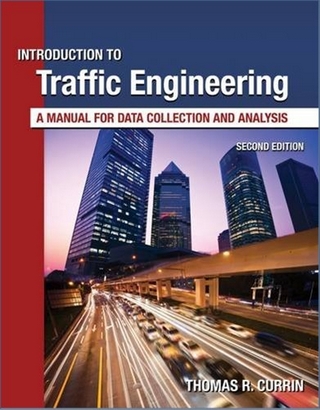 INTRODUCTION TO
Traffic Engineering
A MANUAL FOR DATA COLLECTION AND ANALYSIS
SECOND EDITION
THOMAS R. CURRIN